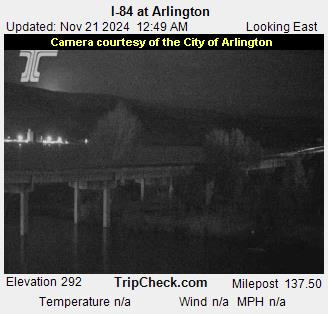 I-84 at Arlington
Updated: Nov 21 2024 12:49 AM Looking East
Camera courtesy of the City of Arlington
Elevation 292 TripCheck.com Milepost 137.50
Temperature n/a Wind n/a MPH n/a